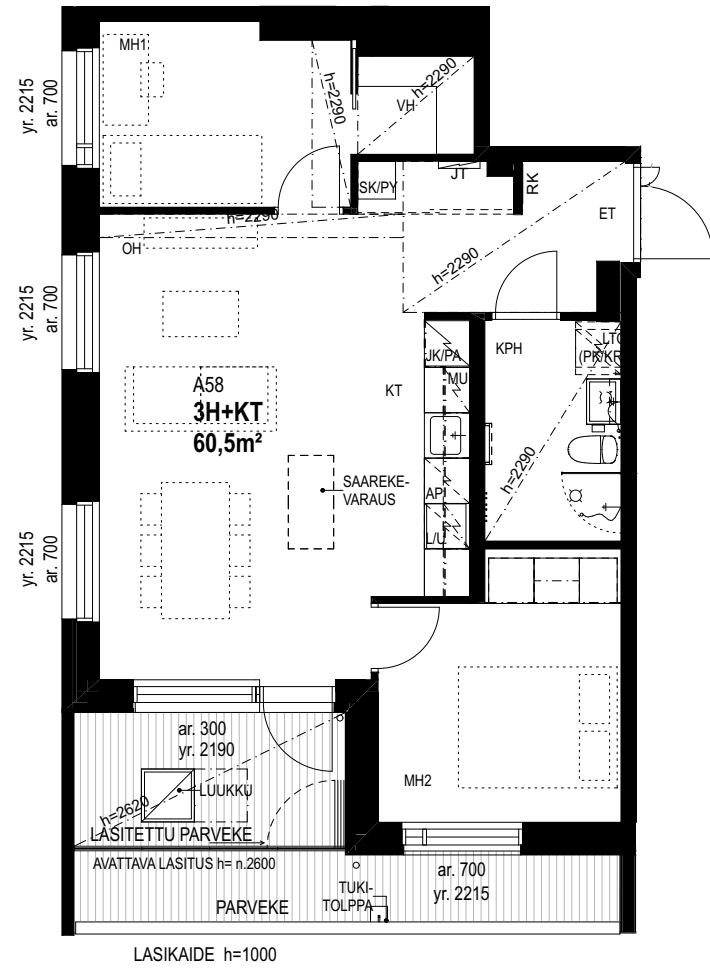 MH1
yr. 2215
ar. 700
h=2290
h=2290
VH
SK/PY
JT
RK
ET
h=2290
OH
h=2290
yr. 2215
ar. 700
JK/PA
MU
KT
KPH
LTO
(PK/KR
A58
3H+KT
60,5m²
h=2290
SAAREKE-
VARAUS
AP
L/U
yr. 2215
ar. 700
ar. 300
yr. 2190
LUUKKU
h=2620
MH2
LASITETTU PARVEKE
AVATTAVA LASITUS h= n.2600
ar. 700
yr. 2215
TUKI-
TOLPPA
PARVEKE
LASIKAIDE h=1000